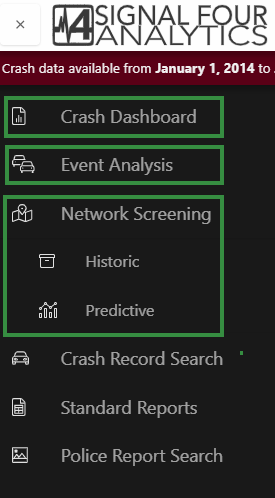 × 4 SIGNAL FOUR
ANALYTICS
Crash data available from January 1, 2014 to
Crash Dashboard
Event Analysis
Network Screening
Historic
Predictive
Crash Record Search
Standard Reports
Police Report Search